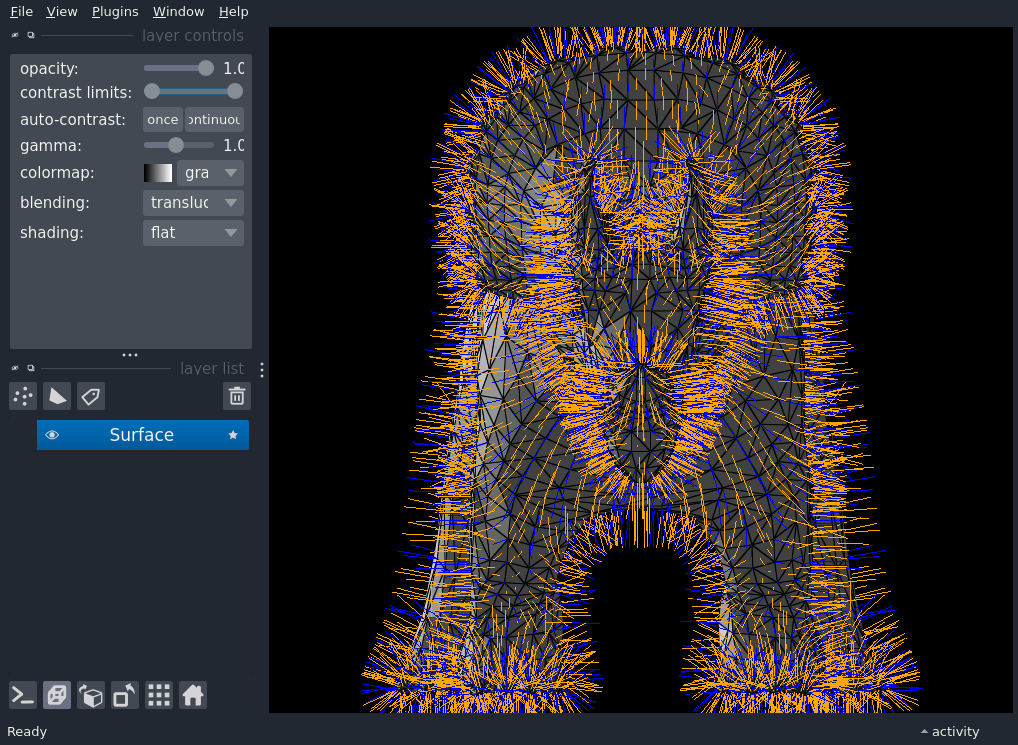 File View Plugins Window Help
layer controls
opacity: 1.0
contrast limits:
auto-contrast: once ontinuou
gamma: 1.0
colormap: gra
blending: transluc
shading: flat
layer list
Surface
Ready
activity